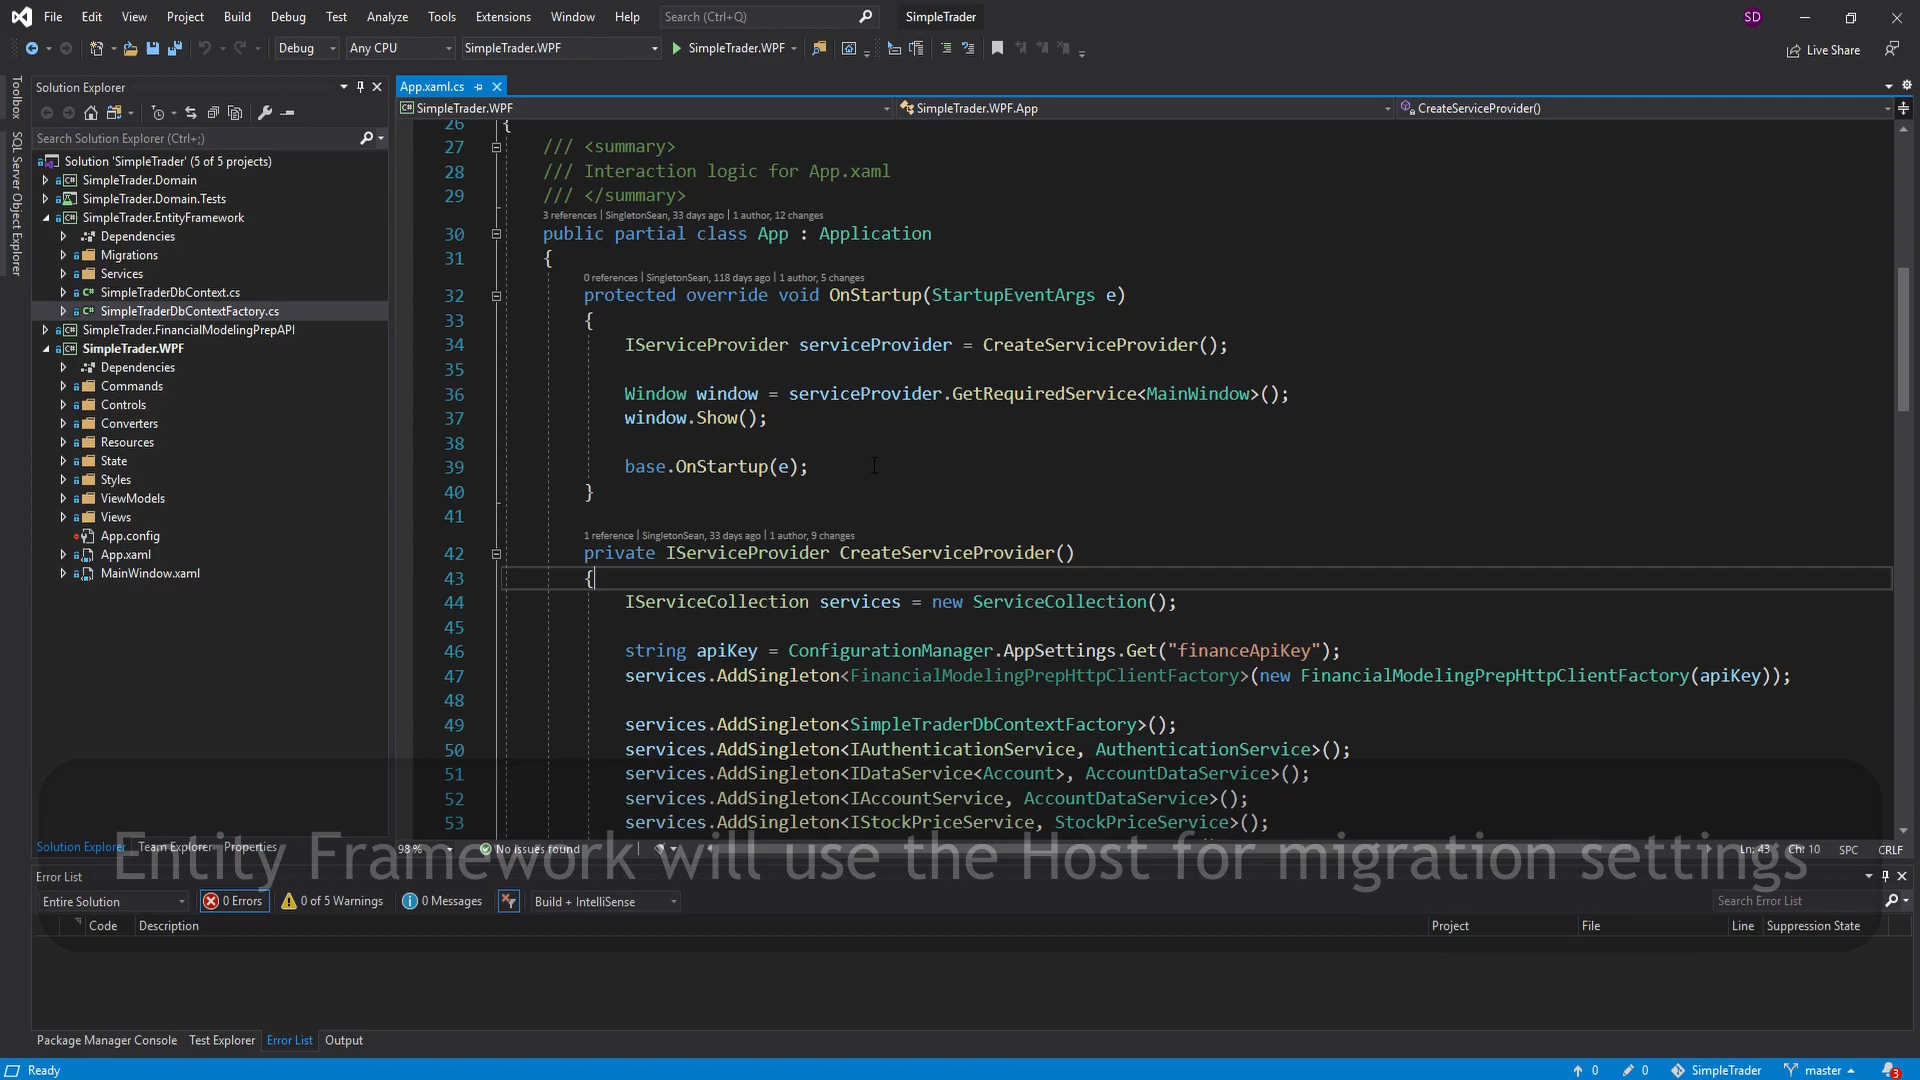 File Edit View Project Build Debug Test Analyze Tools Extensions Window Help Search (Ctrl+Q) SimpleTrader SD
Debug Any CPU SimpleTrader.WPF SimpleTrader.WPF Live Share
Toolbox
SQL Server Object Explorer
Solution Explorer
Search Solution Explorer (Ctrl+;)
Solution 'SimpleTrader' (5 of 5 projects)
SimpleTrader.Domain
SimpleTrader.Domain.Tests
SimpleTrader.EntityFramework
Dependencies
Migrations
Services
SimpleTraderDbContext.cs
SimpleTraderDbContextFactory.cs
SimpleTrader.FinancialModelingPrepAPI
SimpleTrader.WPF
Dependencies
Commands
Controls
Converters
Resources
State
Styles
ViewModels
Views
App.config
App.xaml
MainWindow.xaml
Solution Explorer Team Explorer Properties
App.xaml.cs
SimpleTrader.WPF SimpleTrader.WPF.App CreateServiceProvider()
26 {
27 /// <summary>
28 /// Interaction logic for App.xaml
29 /// </summary>
3 references | SingletonSean, 33 days ago | 1 author, 12 changes
30 public partial class App : Application
31 {
0 references | SingletonSean, 118 days ago | 1 author, 5 changes
32 protected override void OnStartup(StartupEventArgs e)
33 {
34 IServiceProvider serviceProvider = CreateServiceProvider();
35
36 Window window = serviceProvider.GetRequiredService<MainWindow>();
37 window.Show();
38
39 base.OnStartup(e);
40 }
41
1 reference | SingletonSean, 33 days ago | 1 author, 9 changes
42 private IServiceProvider CreateServiceProvider()
43 {
44 IServiceCollection services = new ServiceCollection();
45
46 string apiKey = ConfigurationManager.AppSettings.Get("financeApiKey");
47 services.AddSingleton<FinancialModelingPrepHttpClientFactory>(new FinancialModelingPrepHttpClientFactory(apiKey));
48
49 services.AddSingleton<SimpleTraderDbContextFactory>();
50 services.AddSingleton<IAuthenticationService, AuthenticationService>();
51 services.AddSingleton<IDataService<Account>, AccountDataService>();
52 services.AddSingleton<IAccountService, AccountDataService>();
53 services.AddSingleton<IStockPriceService, StockPriceService>();
98 % No issues found Ln: 43 Ch: 10 SPC CRLF
Entity Framework will use the Host for migration settings
Error List
Entire Solution 0 Errors 0 of 5 Warnings 0 Messages Build + IntelliSense Search Error List
Code Description Project File Line Suppression State
Package Manager Console Test Explorer Error List Output
Ready 0 0 SimpleTrader master 3